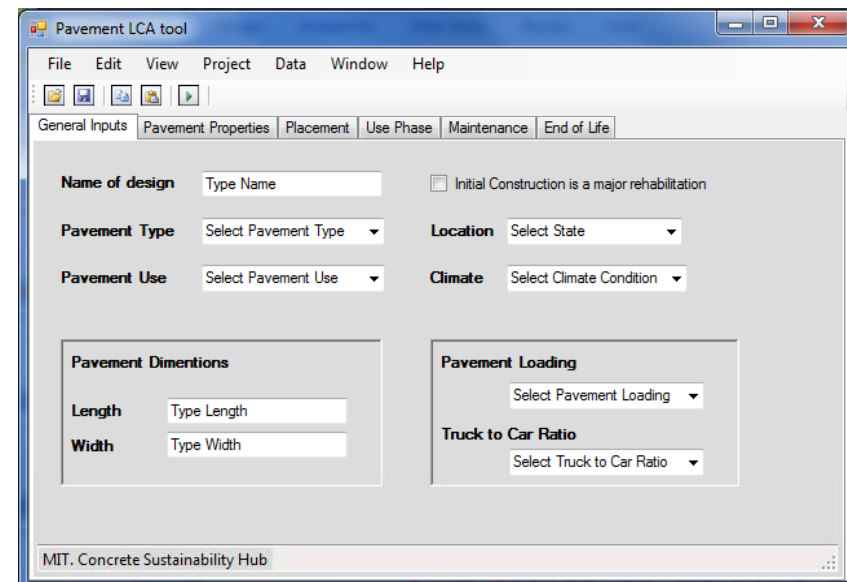 Pavement LCA tool
File Edit View Project Data Window Help
General Inputs Pavement Properties Placement Use Phase Maintenance End of Life
Name of design Type Name Initial Construction is a major rehabilitation
Pavement Type Select Pavement Type Location Select State
Pavement Use Select Pavement Use Climate Select Climate Condition
Pavement Dimentions Pavement Loading
Select Pavement Loading
Length Type Length
Truck to Car Ratio
Width Type Width
Select Truck to Car Ratio
MIT. Concrete Sustainability Hub